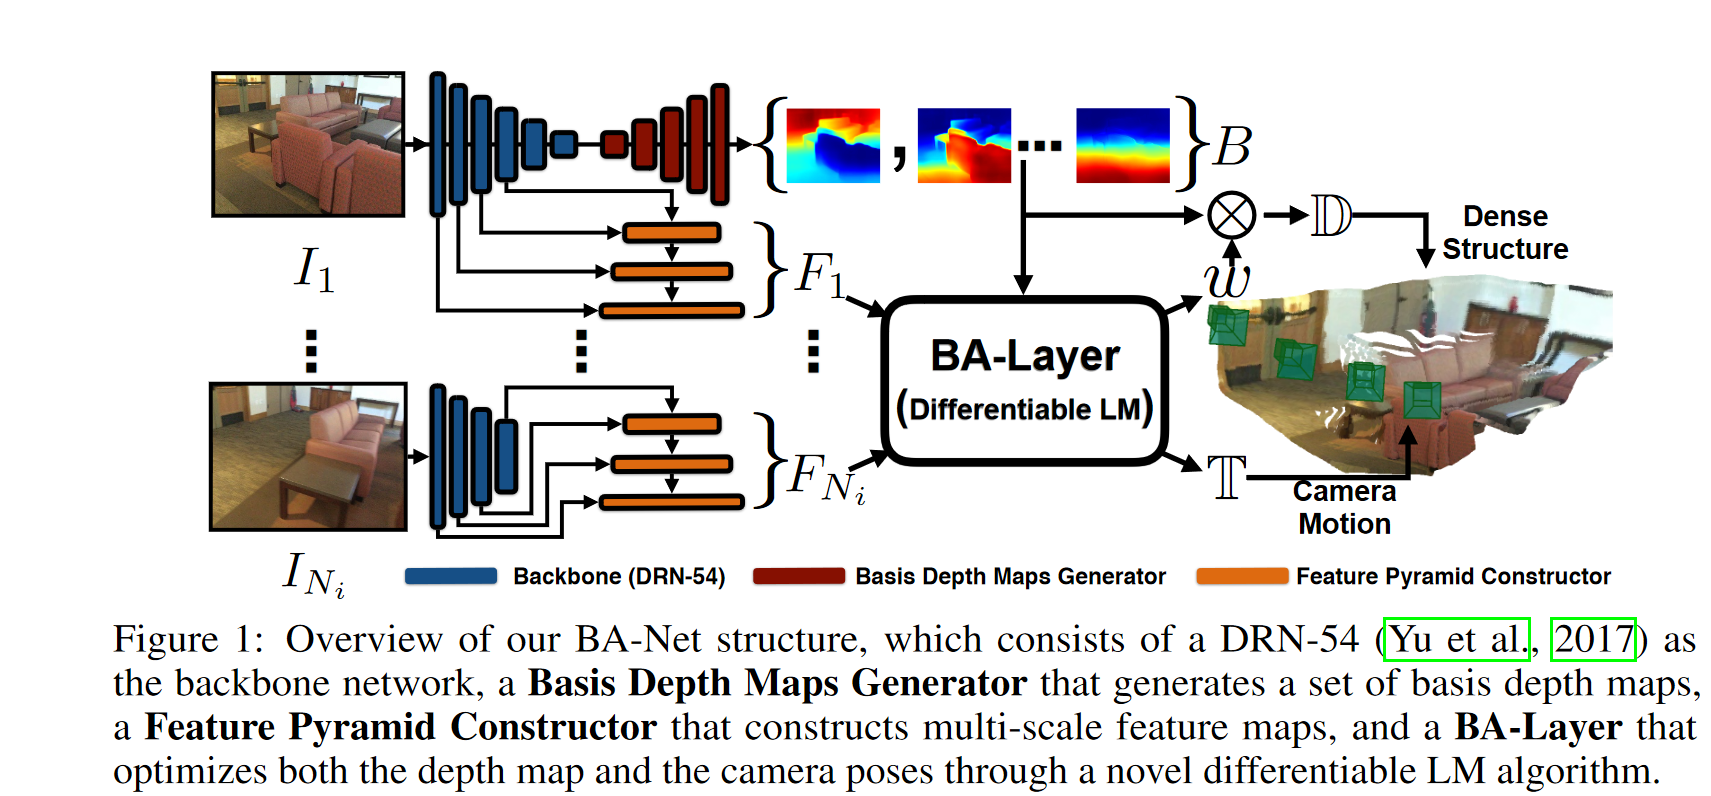 I₁
I_{N_i}
{ , ... } B
F₁
F_{N_i}
BA-Layer
(Differentiable LM)
w
⊗
𝔻
Dense
Structure
𝕋
Camera
Motion
Backbone (DRN-54)
Basis Depth Maps Generator
Feature Pyramid Constructor
Figure 1: Overview of our BA-Net structure, which consists of a DRN-54 (Yu et al., 2017) as
the backbone network, a Basis Depth Maps Generator that generates a set of basis depth maps,
a Feature Pyramid Constructor that constructs multi-scale feature maps, and a BA-Layer that
optimizes both the depth map and the camera poses through a novel differentiable LM algorithm.